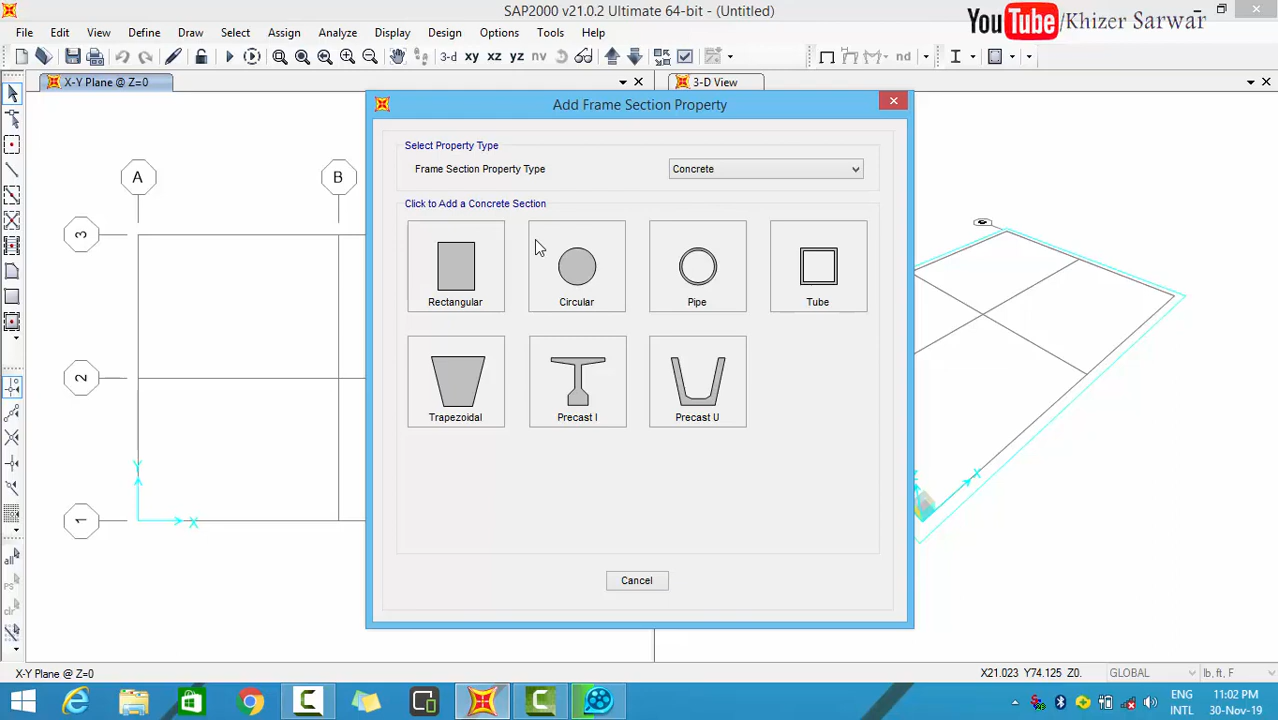 SAP2000 v21.0.2 Ultimate 64-bit - (Untitled)
YouTube/Khizer Sarwar
File Edit View Define Draw Select Assign Analyze Display Design Options Tools Help
3-d xy xz yz nv nd
X-Y Plane @ Z=0
3-D View
Add Frame Section Property
Select Property Type
Frame Section Property Type Concrete
Click to Add a Concrete Section
Rectangular Circular Pipe Tube
Trapezoidal Precast I Precast U
Cancel
A B
3
2
1
Y
X
X
all
PS
clr
X-Y Plane @ Z=0 X21.023 Y74.125 Z0. GLOBAL lb, ft, F
ENG
INTL
11:02 PM
30-Nov-19